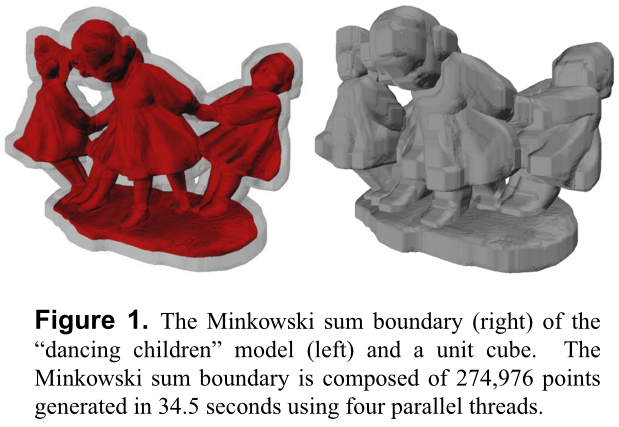 Figure 1. The Minkowski sum boundary (right) of the
“dancing children” model (left) and a unit cube. The
Minkowski sum boundary is composed of 274,976 points
generated in 34.5 seconds using four parallel threads.